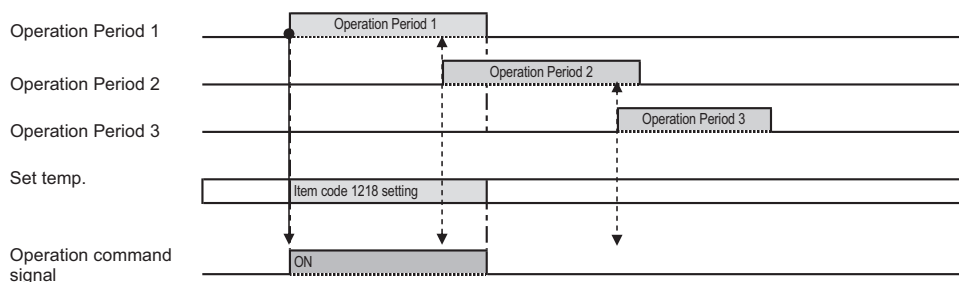 Operation Period 1
Operation Period 1
Operation Period 2
Operation Period 2
Operation Period 3
Operation Period 3
Set temp.
Item code 1218 setting
Operation command
signal
ON